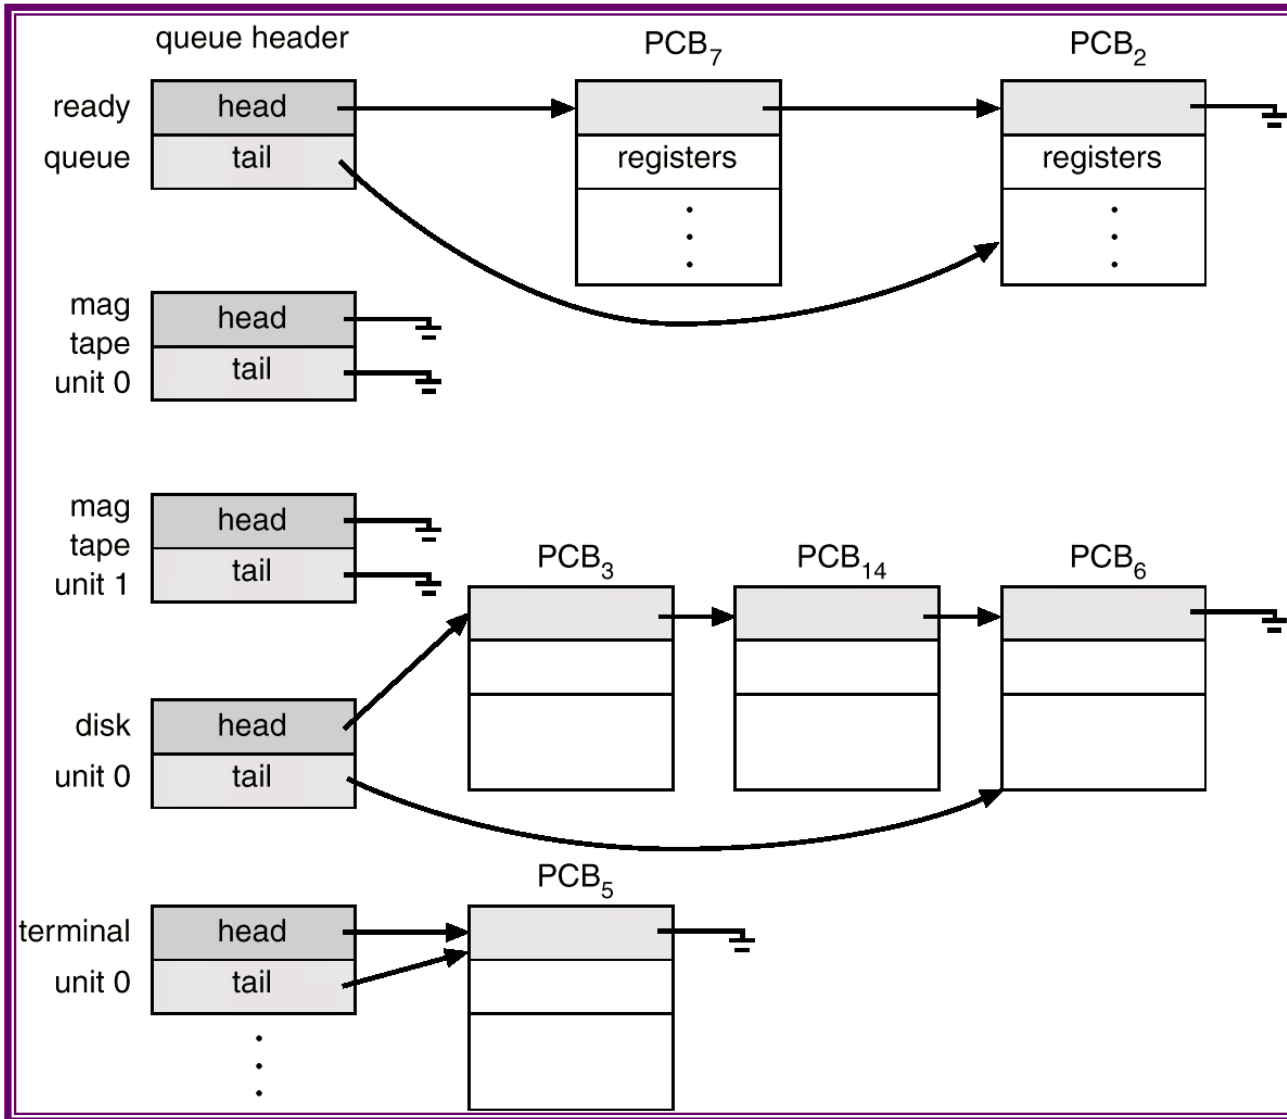 queue header
PCB7
PCB2
ready
queue
head
tail
registers
registers
mag
tape
unit 0
head
tail
mag
tape
unit 1
head
tail
PCB3
PCB14
PCB6
disk
unit 0
head
tail
PCB5
terminal
unit 0
head
tail